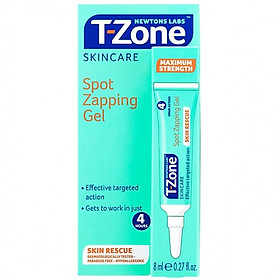 NEWTONS LABS
T-Zone
SKINCARE
MAXIMUM
STRENGTH
Spot
Zapping
Gel
• Effective targeted
action
• Gets to work in just
4
HOURS
SKIN RESCUE
DERMATOLOGICALLY TESTED •
PARABENS FREE • HYPOALLERGENIC
4
T-Zone
SKINCARE
Spot Zapping Gel
SKIN RESCUE
Effective targeted action
8ml e 0.27 fl.oz.